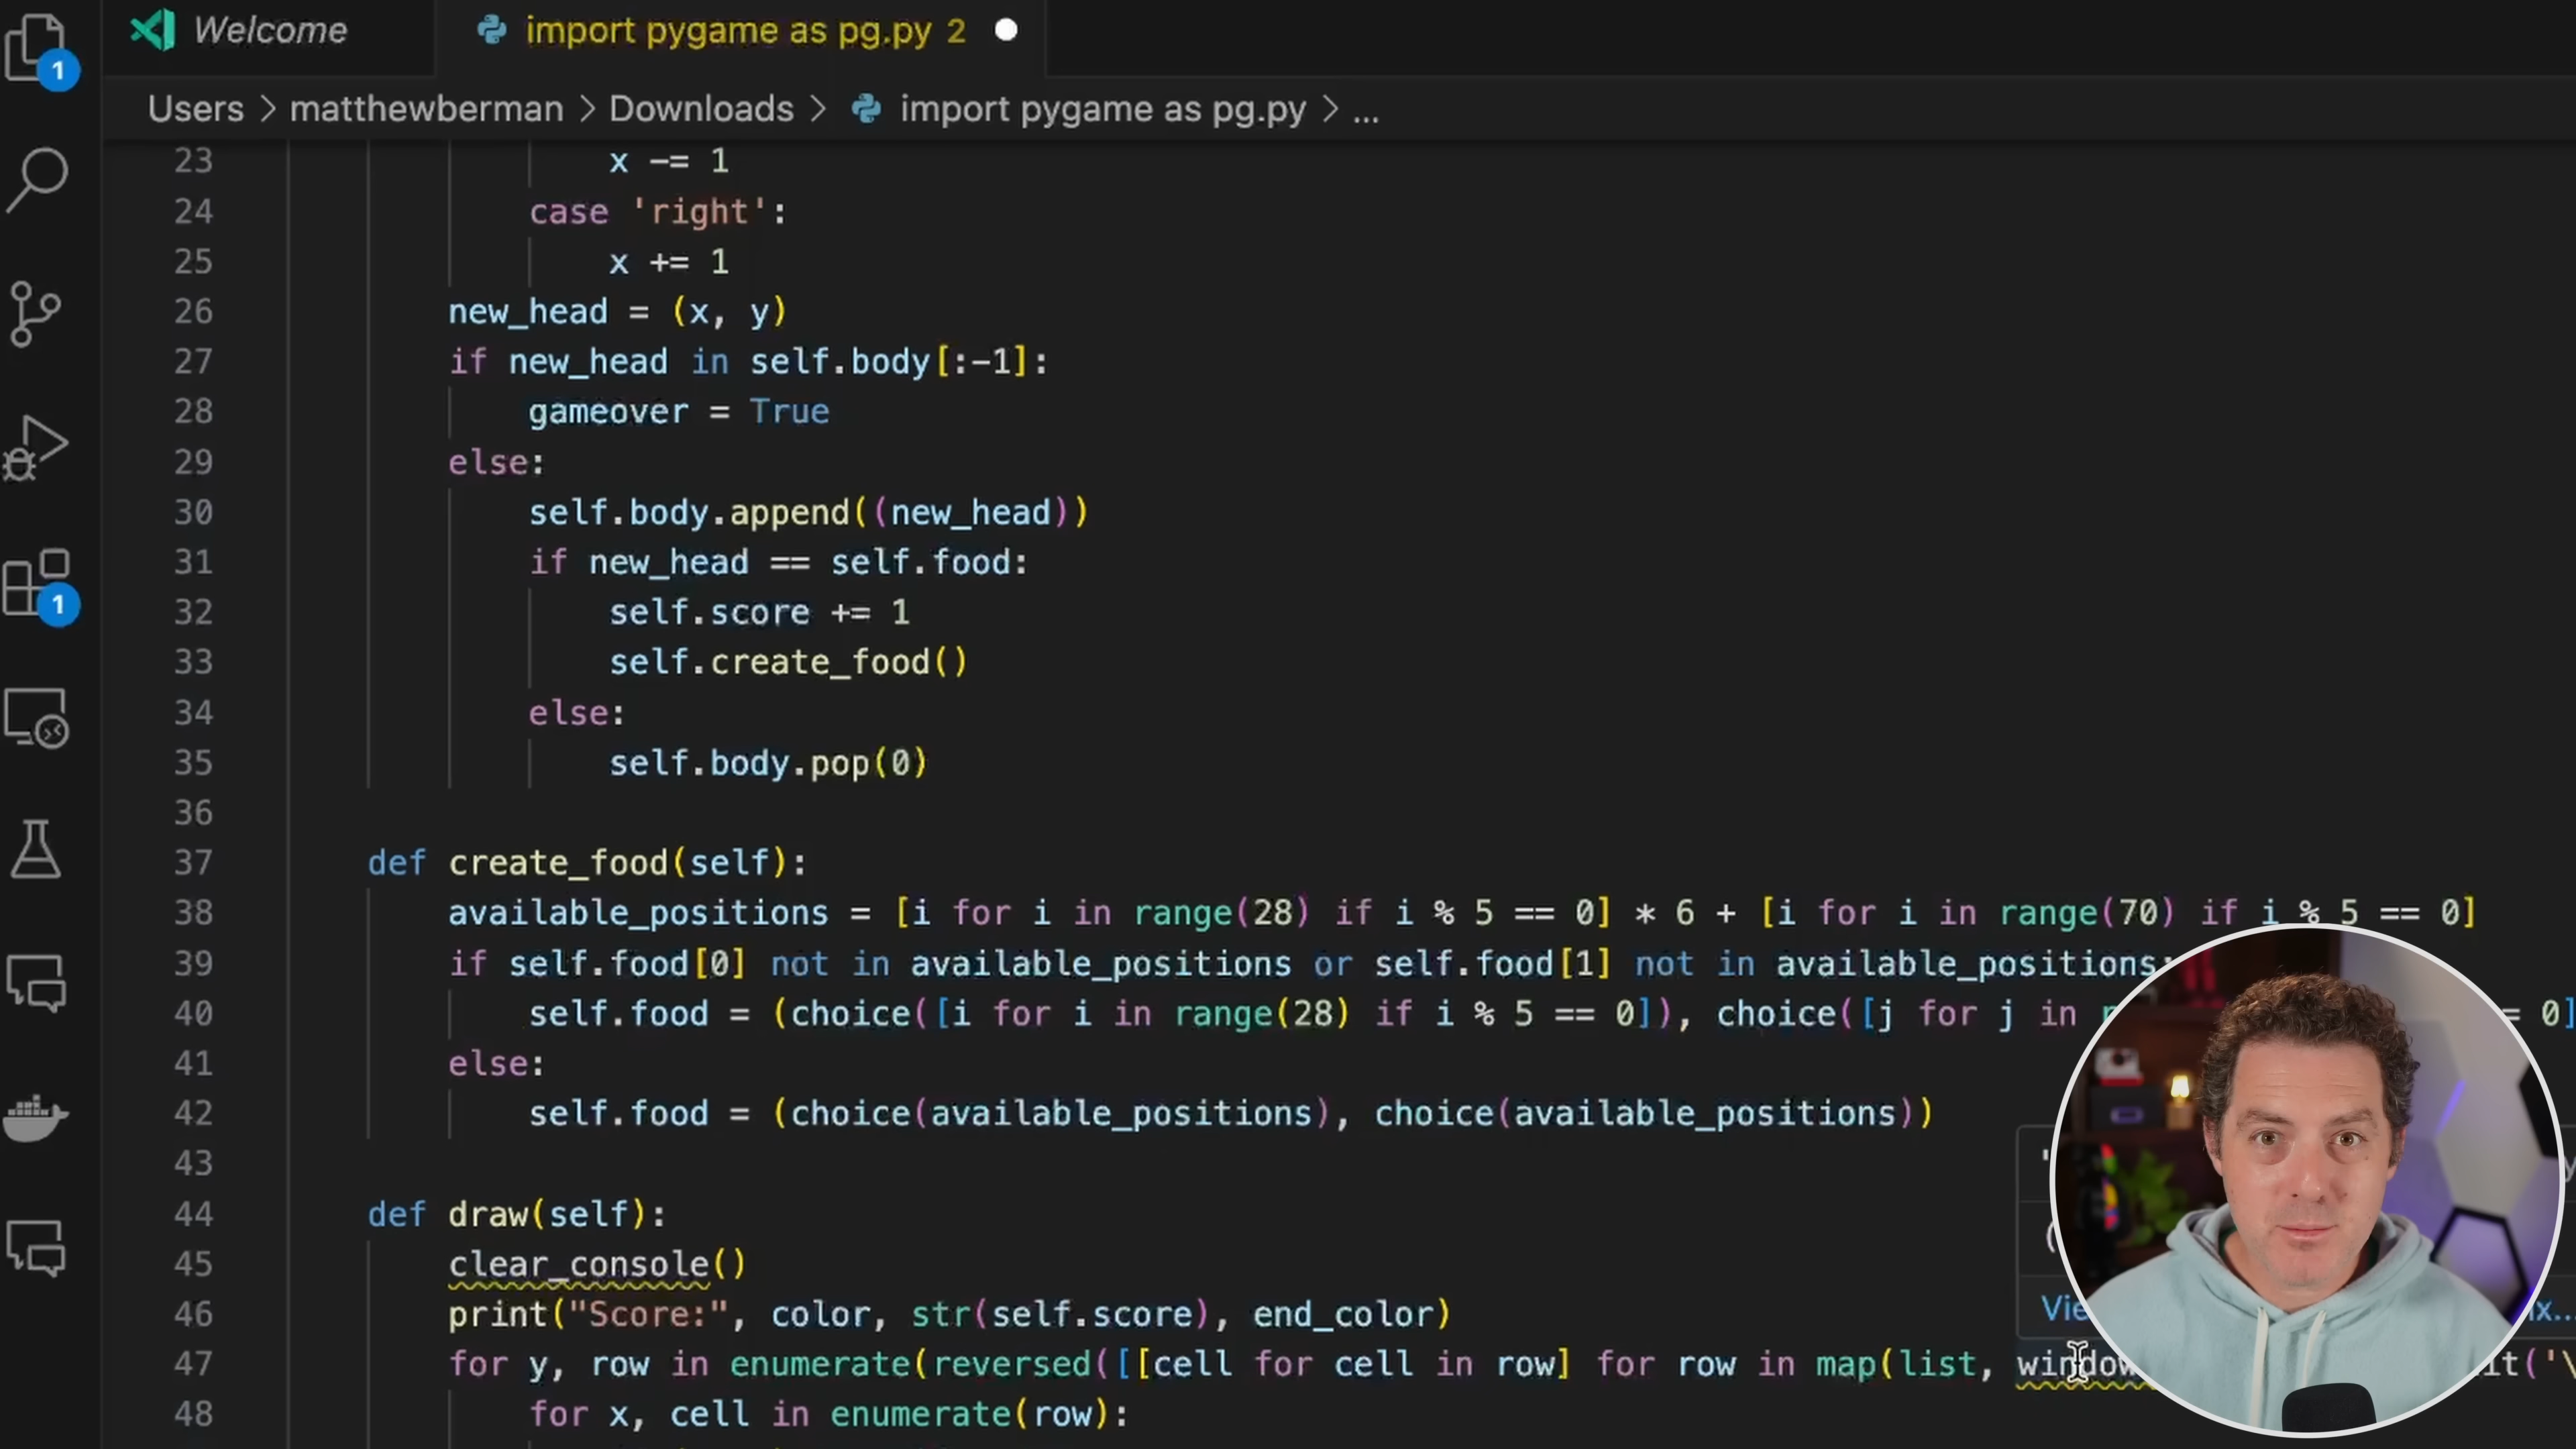 Welcome
import pygame as pg.py 2
1
Users > matthewberman > Downloads > import pygame as pg.py > ...
23 x -= 1
24 case 'right':
25 x += 1
26 new_head = (x, y)
27 if new_head in self.body[:-1]:
28 gameover = True
29 else:
30 self.body.append((new_head))
31 if new_head == self.food:
32 self.score += 1
33 self.create_food()
34 else:
35 self.body.pop(0)
1
36
37 def create_food(self):
38 available_positions = [i for i in range(28) if i % 5 == 0] * 6 + [i for i in range(70) if i % 5 == 0]
39 if self.food[0] not in available_positions or self.food[1] not in available_positions:
40 self.food = (choice([i for i in range(28) if i % 5 == 0]), choice([j for j in = 0]
41 else:
42 self.food = (choice(available_positions), choice(available_positions))
43
44 def draw(self):
45 clear_console()
46 print("Score:", color, str(self.score), end_color)
47 for y, row in enumerate(reversed([[cell for cell in row] for row in map(list, window
48 for x, cell in enumerate(row):